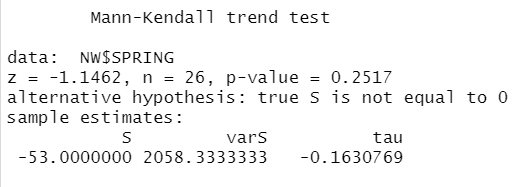 Mann-Kendall trend test
data: NW$SPRING
z = -1.1462, n = 26, p-value = 0.2517
alternative hypothesis: true S is not equal to 0
sample estimates:
S varS tau
-53.0000000 2058.3333333 -0.1630769